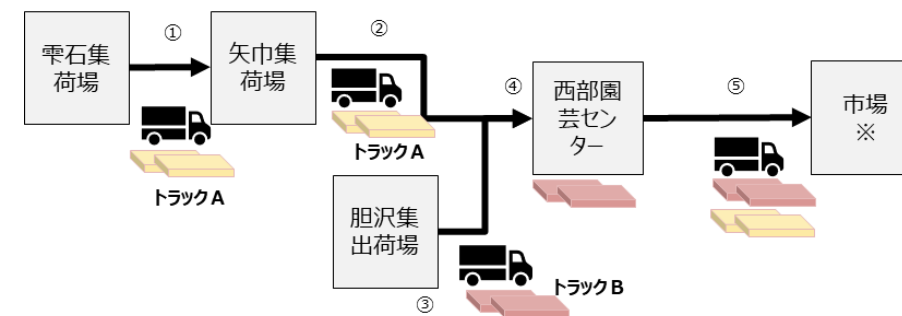 ①
②
④
⑤
雫石集
荷場
矢巾集
荷場
西部園
芸セン
ター
市場
※
トラックA
トラックA
胆沢集
出荷場
トラックB
③